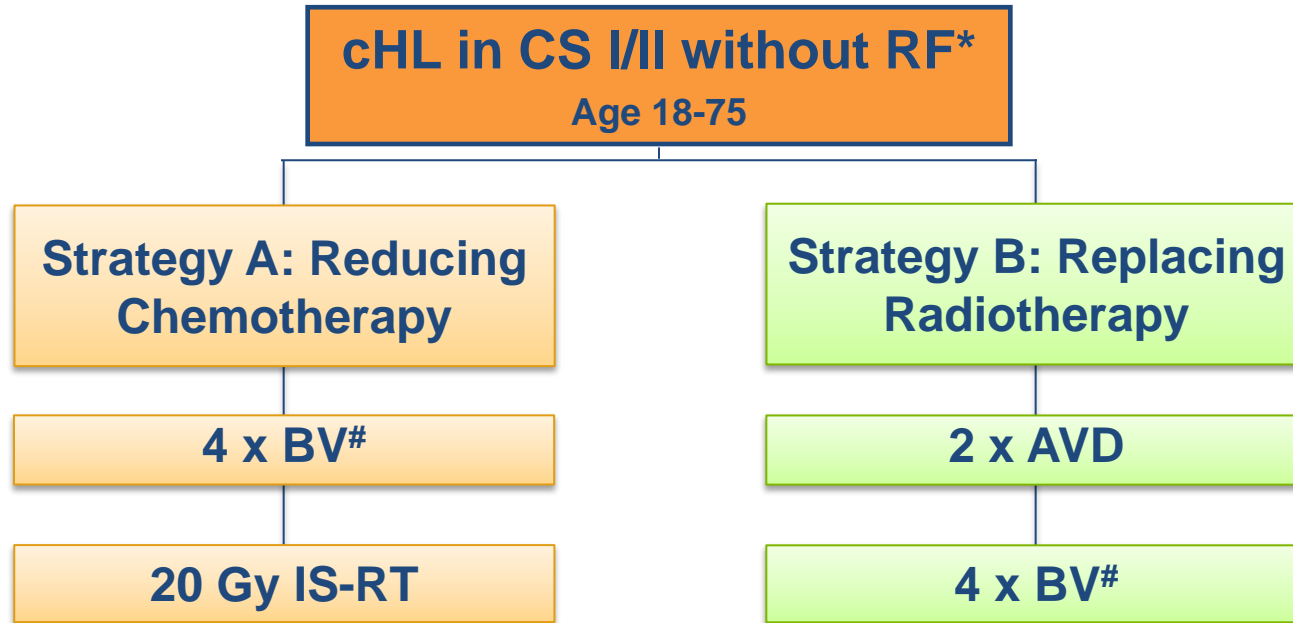 cHL in CS I/II without RF*
Age 18-75
Strategy A: Reducing
Chemotherapy
4 x BV#
20 Gy IS-RT
Strategy B: Replacing
Radiotherapy
2 x AVD
4 x BV#